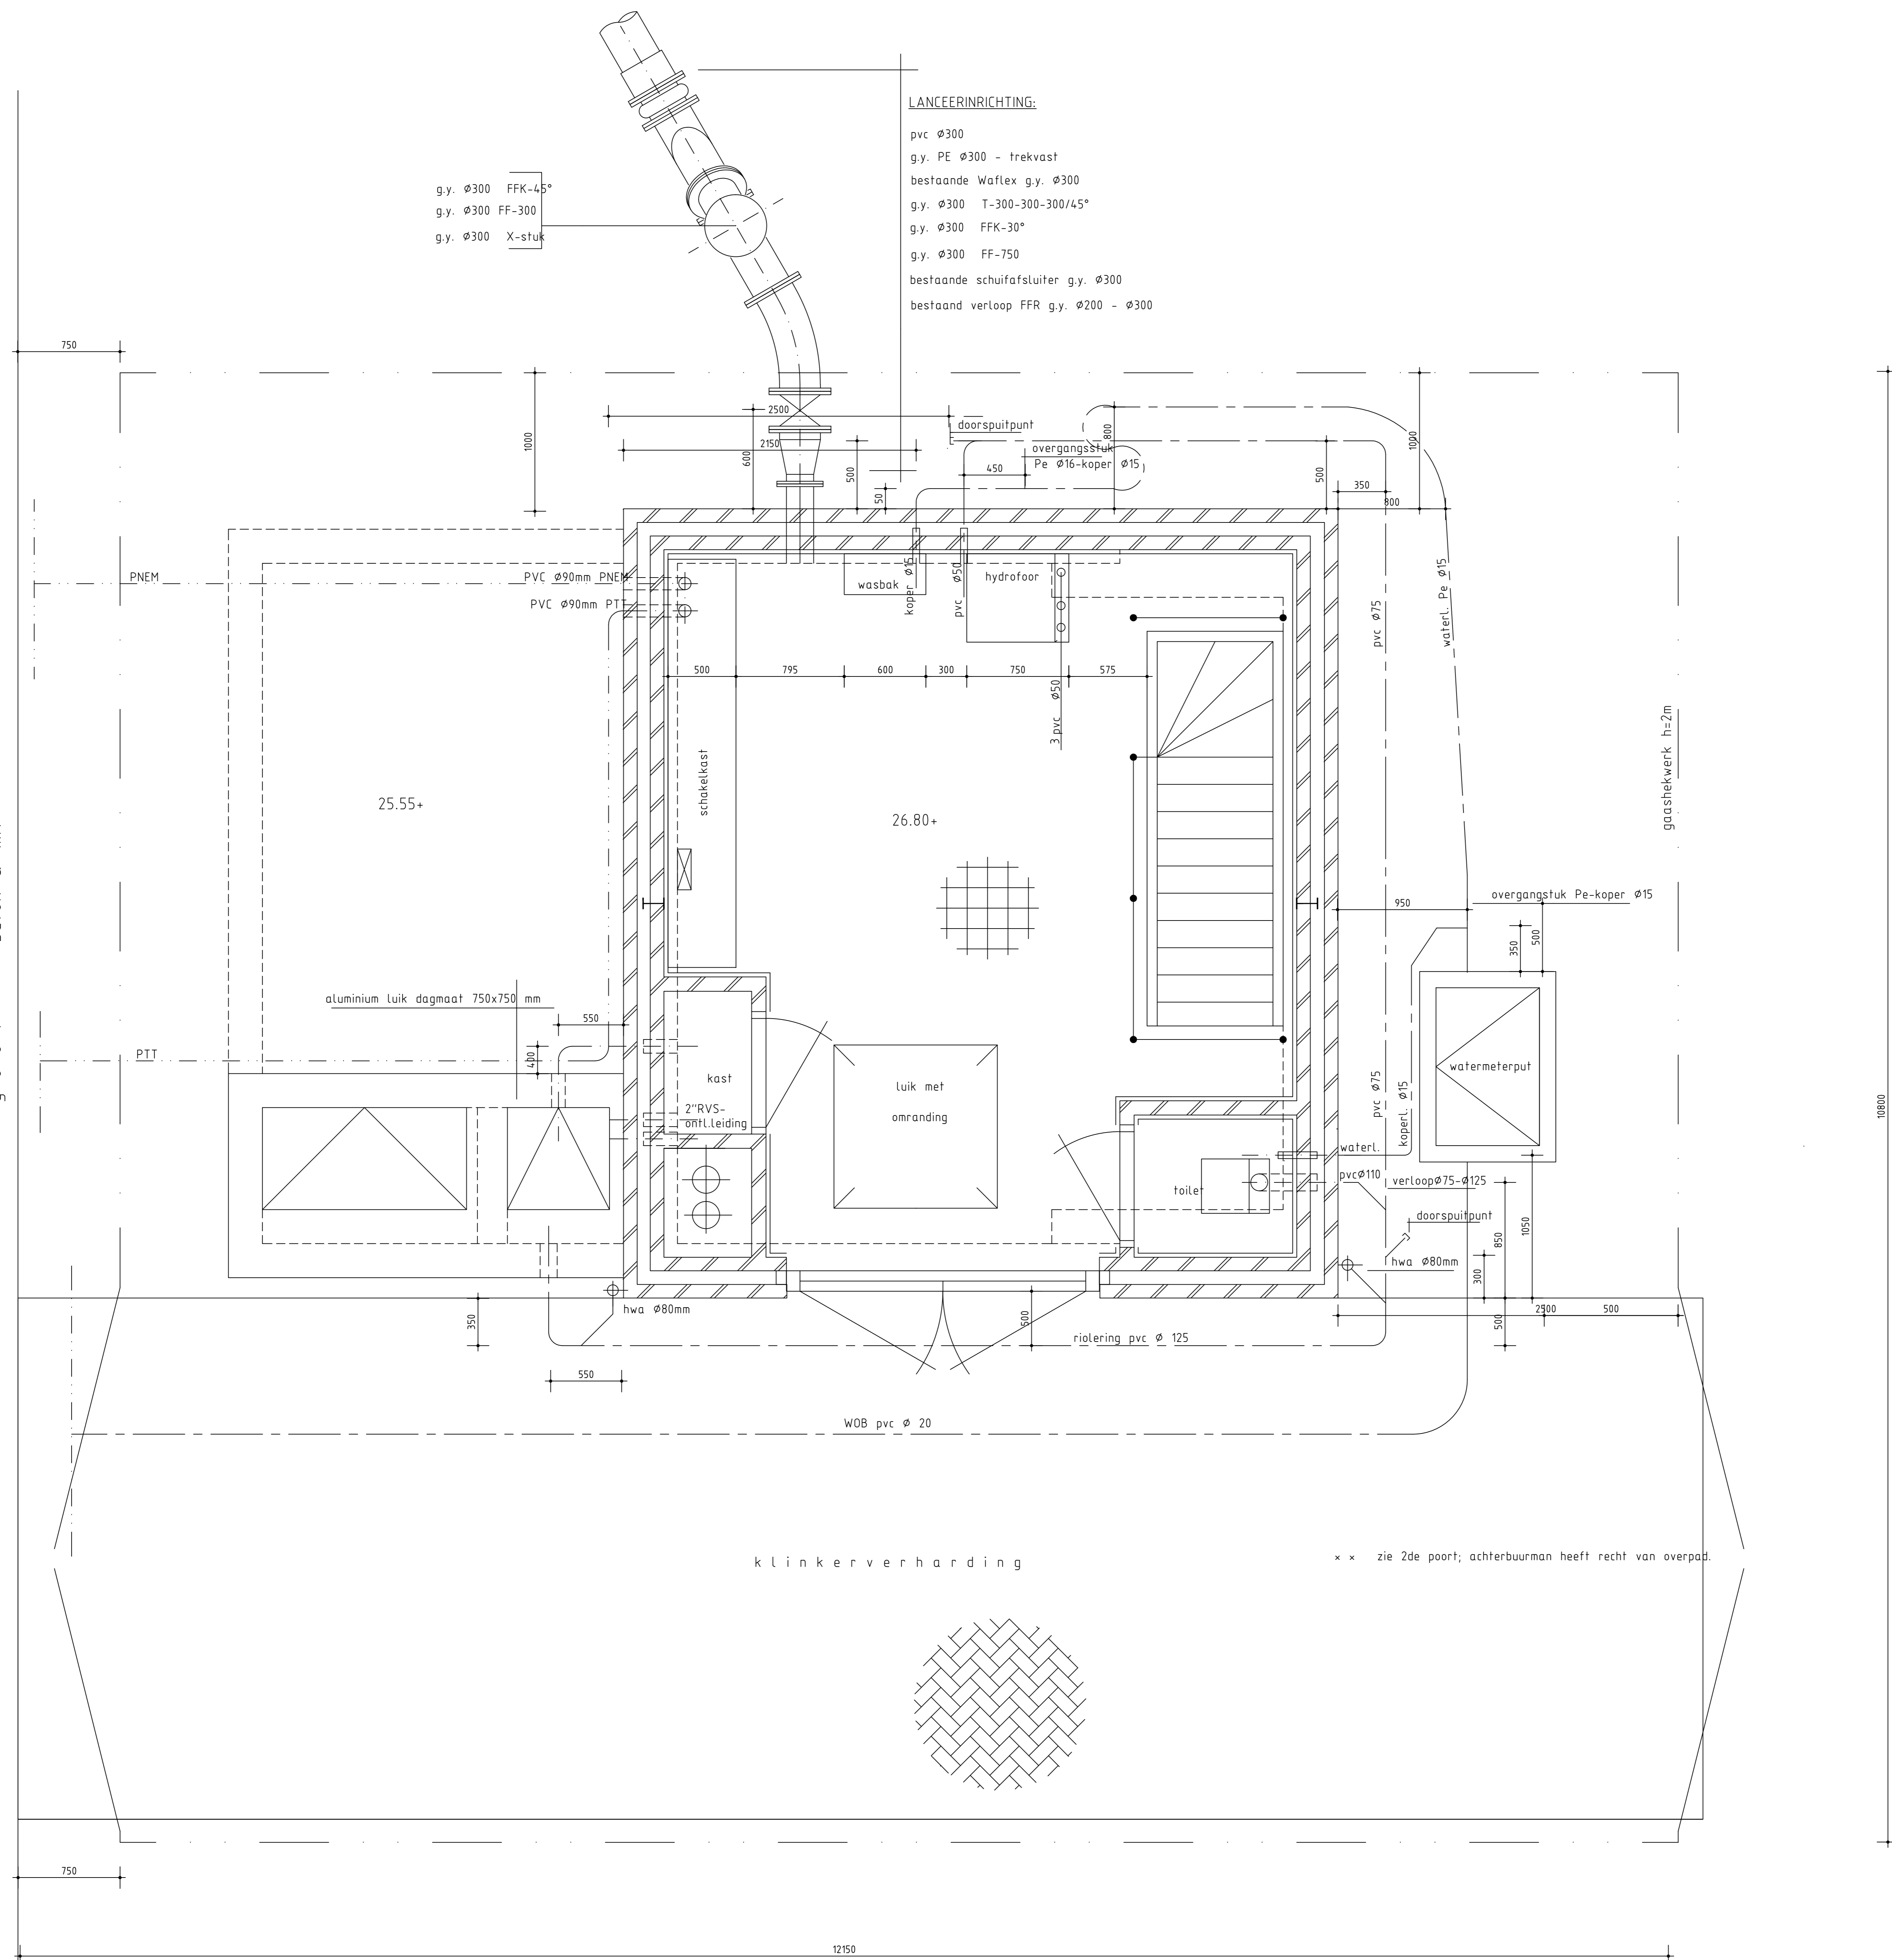 LANCEERINRICHTING:
pvc Ø300
g.y. PE Ø300 - trekvast
bestaande Waflex g.y. Ø300
g.y. Ø300 T-300-300-300/45°
g.y. Ø300 FFK-30°
g.y. Ø300 FF-750
bestaande schuifafsluiter g.y. Ø300
bestaand verloop FFR g.y. Ø200 - Ø300
g.y. Ø300 FFK-45°
g.y. Ø300 FF-300
g.y. Ø300 X-stuk
750
1000
2500
doorspuitpunt
2150
600
500
50
overgangsstuk
Pe Ø16-koper Ø15
450
800
500
1000
350
800
PNEM
PVC Ø90mm PNEM
PVC Ø90mm PTT
wasbak
koper Ø15
pvc Ø50
hydrofoor
pvc Ø75
waterl. Pe Ø15
500
795
600
300
750
575
3 pvc Ø50
schakelkast
gaashekwerk h=2m
25.55+
26.80+
950
overgangstuk Pe-koper Ø15
350
500
aluminium luik dagmaat 750x750 mm
550
400
PTT
kast
2"RVS-
ontl.leiding
luik met
omranding
watermeterput
pvc Ø75
koperl. Ø15
10800
waterl.
toilet
pvcØ110
verloopØ75-Ø125
doorspuitpunt
850
1050
hwa Ø80mm
300
hwa Ø80mm
350
500
2500
500
500
riolering pvc Ø 125
550
WOB pvc Ø 20
klinkerverharding
× × zie 2de poort; achterbuurman heeft recht van overpad.
750
12150